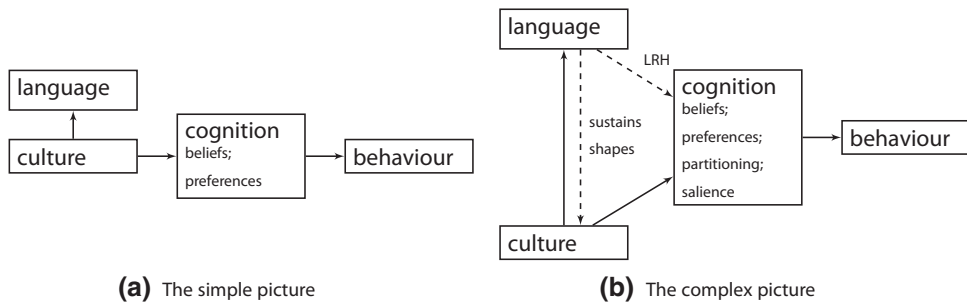 language
culture
cognition
beliefs;
preferences
behaviour
(a) The simple picture
language
LRH
sustains
shapes
cognition
beliefs;
preferences;
partitioning;
salience
behaviour
culture
(b) The complex picture